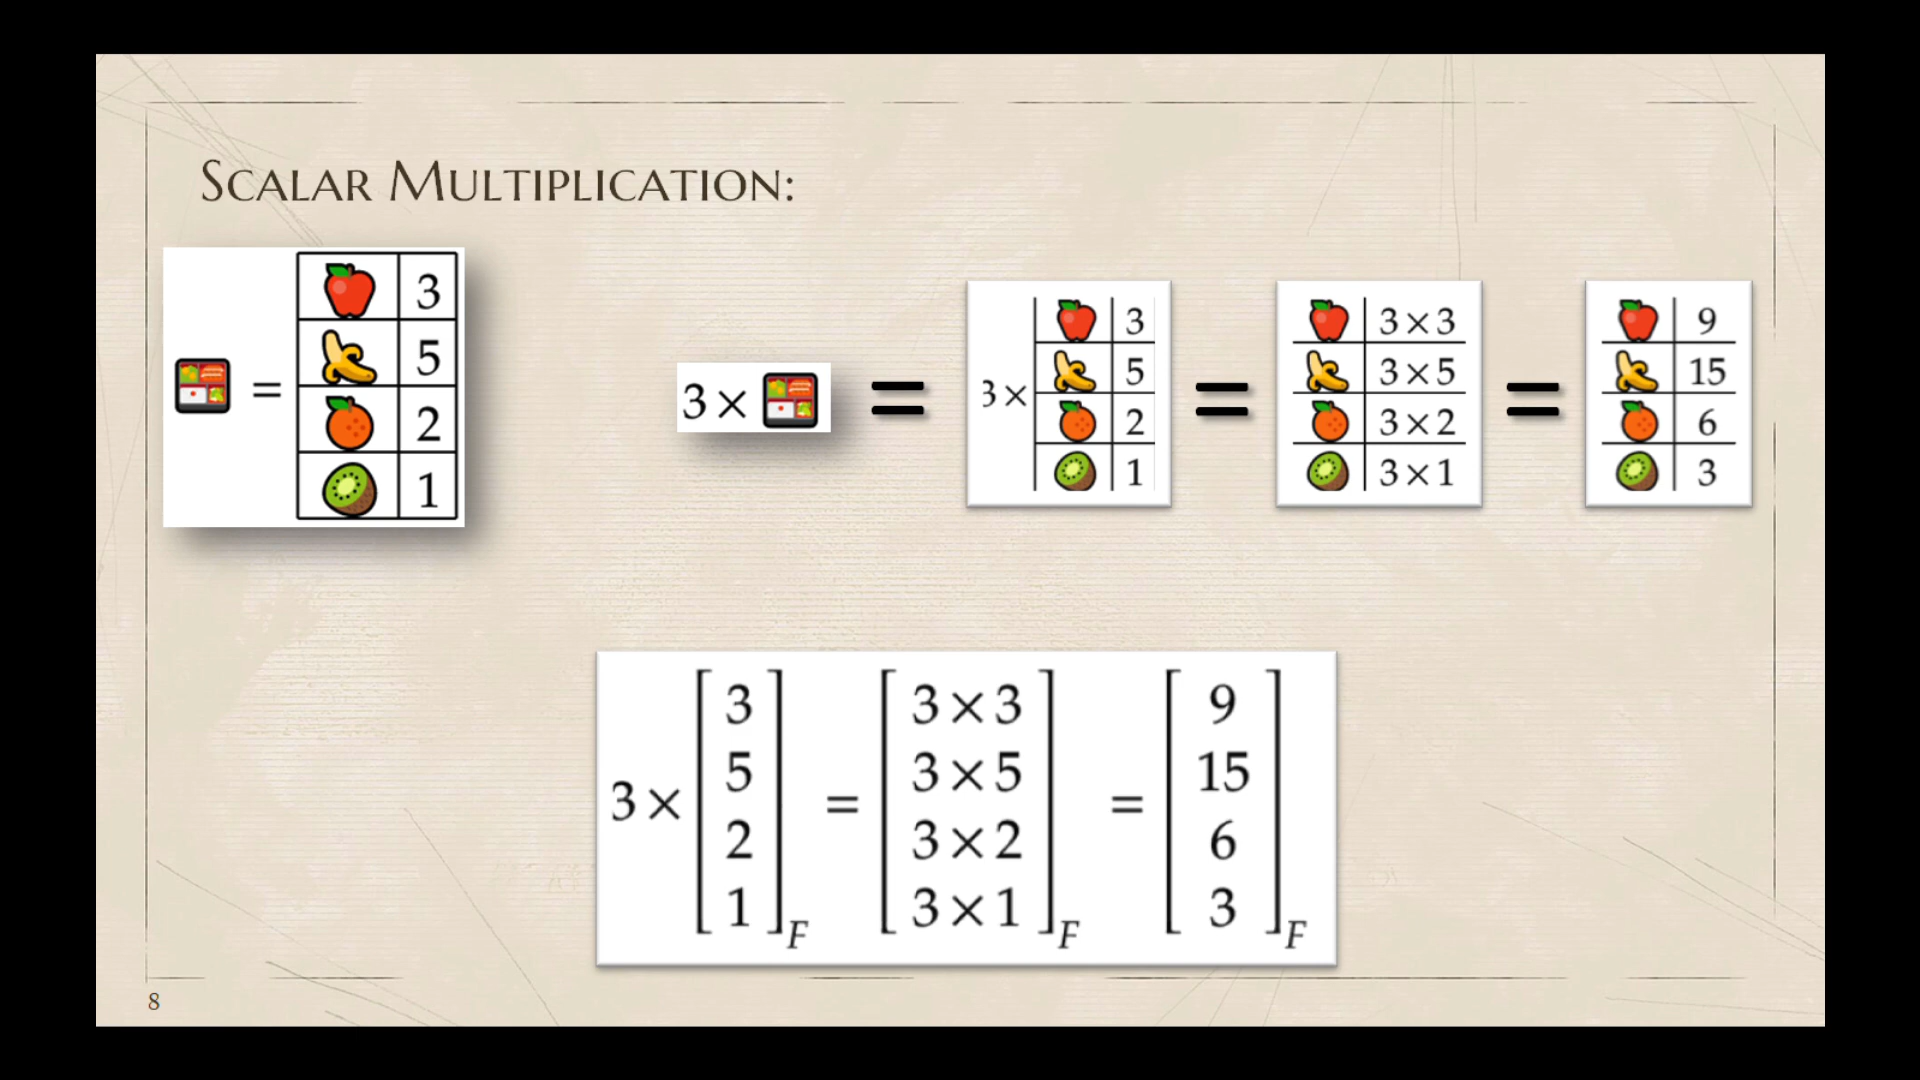 SCALAR MULTIPLICATION:
= 3
5
2
1
3 × = 3 × 3 = 3 × 3 = 9
5 3 × 5 15
2 3 × 2 6
1 3 × 1 3
3 × [3 5 2 1]F = [3 × 3 3 × 5 3 × 2 3 × 1]F = [9 15 6 3]F
8